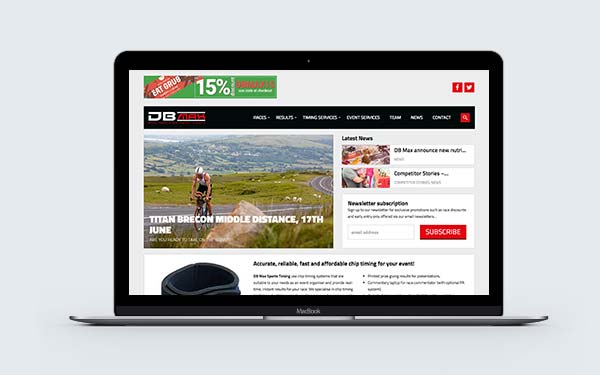 EAT GRUB
15%
discount
use code at checkout
DB MAX
RACES RESULTS TIMING SERVICES EVENT SERVICES TEAM NEWS CONTACT
TITAN BRECON MIDDLE DISTANCE, 17TH
JUNE
ARE YOU READY TO TAKE ON THE
Latest News
DB Max announce new nutri...
NEWS
Competitor Stories –...
COMPETITOR STORIES, NEWS
Newsletter subscription
Sign up to our newsletter for exclusive promotions such as race discounts
and early entry only offered via our email newsletters.
email address
SUBSCRIBE
Accurate, reliable, fast and affordable chip timing for your event!
DB Max Sports Timing use chip timing systems that are
suitable to your needs as an event organiser and provide real-
time, instant results for your race. We specialise in chip timing
• Printed prize giving results for presentations.
• Commentary laptop for race commentator (with optional PA
system).
MacBook